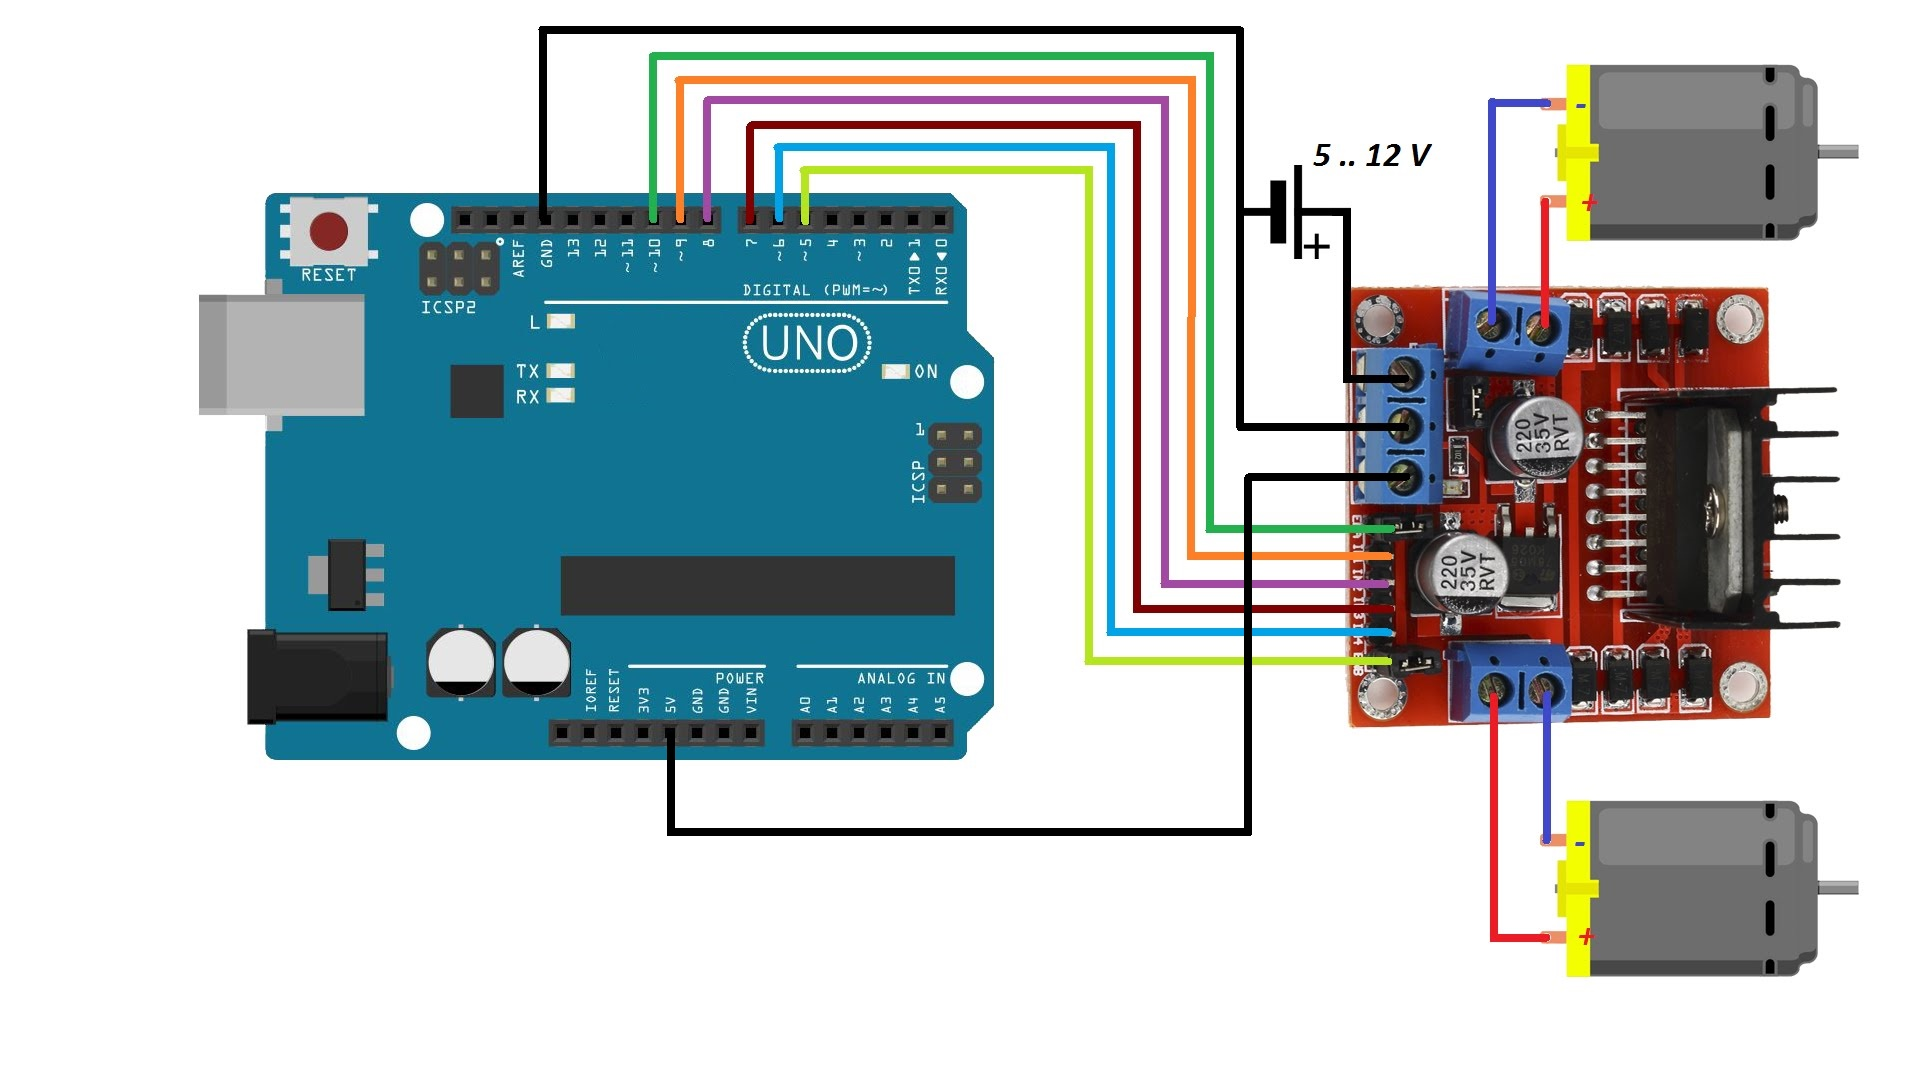 5 .. 12 V
+
-
+
RESET
ICSP2
AREF
GND
13
12
~11
~10
~9
8
7
~6
~5
4
~3
2
TX0▶1
RX0◀0
DIGITAL (PWM=~)
L
TX
RX
UNO
ON
1
ICSP
220
35V
RVT
220
35V
RVT
POWER
ANALOG IN
IOREF
RESET
3V3
5V
GND
GND
VIN
A0
A1
A2
A3
A4
A5
-
+